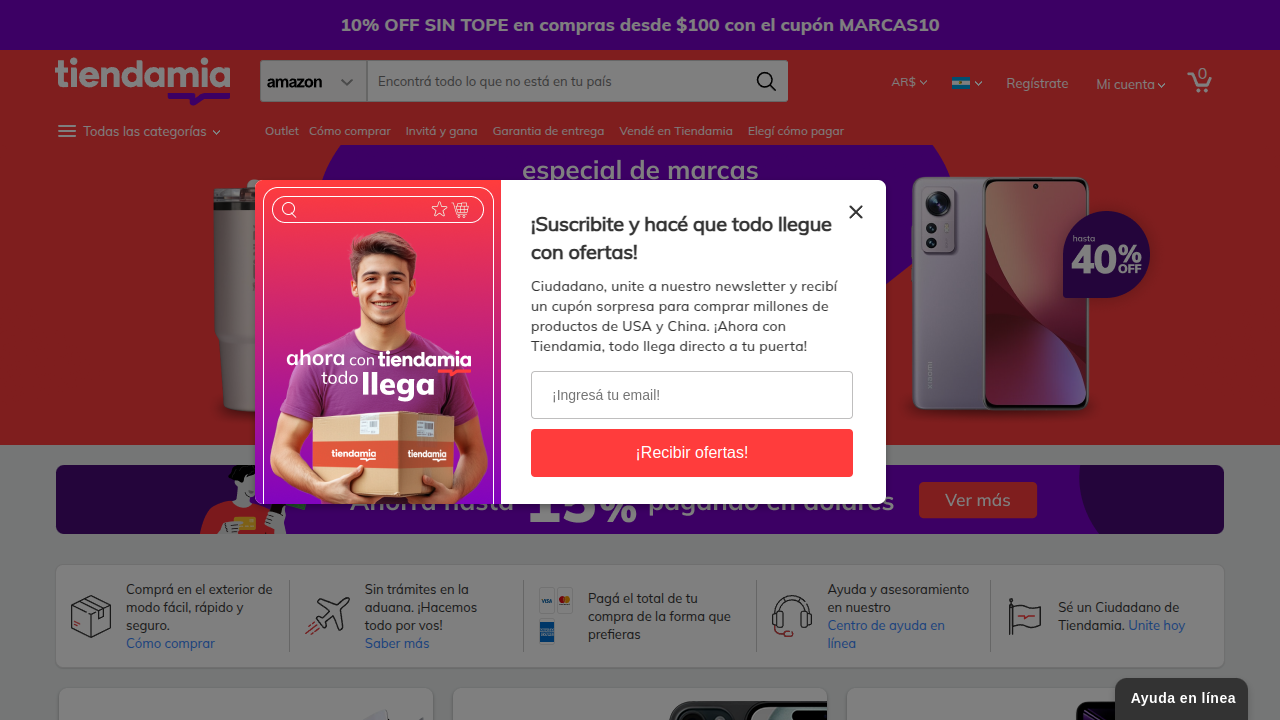 10% OFF SIN TOPE en compras desde $100 con el cupón MARCAS10
tiendamia
amazon
Encontrá todo lo que no está en tu país
AR$
Regístrate
Mi cuenta
0
Todas las categorías
Outlet
Cómo comprar
Invitá y gana
Garantia de entrega
Vendé en Tiendamia
Elegí cómo pagar
especial de marcas
hasta
40% OFF
xiaomi
¡Suscribite y hacé que todo llegue
con ofertas!
Ciudadano, unite a nuestro newsletter y recibí
un cupón sorpresa para comprar millones de
productos de USA y China. ¡Ahora con
Tiendamia, todo llega directo a tu puerta!
¡Ingresá tu email!
¡Recibir ofertas!
ahora con tiendamia
todo llega
tiendamia
tiendamia
Ahorrá hasta 15% pagando en dólares
Ver más
Comprá en el exterior de
modo fácil, rápido y
seguro.
Cómo comprar
Sin trámites en la
aduana. ¡Hacemos
todo por vos!
Saber más
VISA
Pagá el total de tu
compra de la forma que
prefieras
Ayuda y asesoramiento
en nuestro
Centro de ayuda en
línea
Sé un Ciudadano de
Tiendamia. Unite hoy
Ayuda en línea